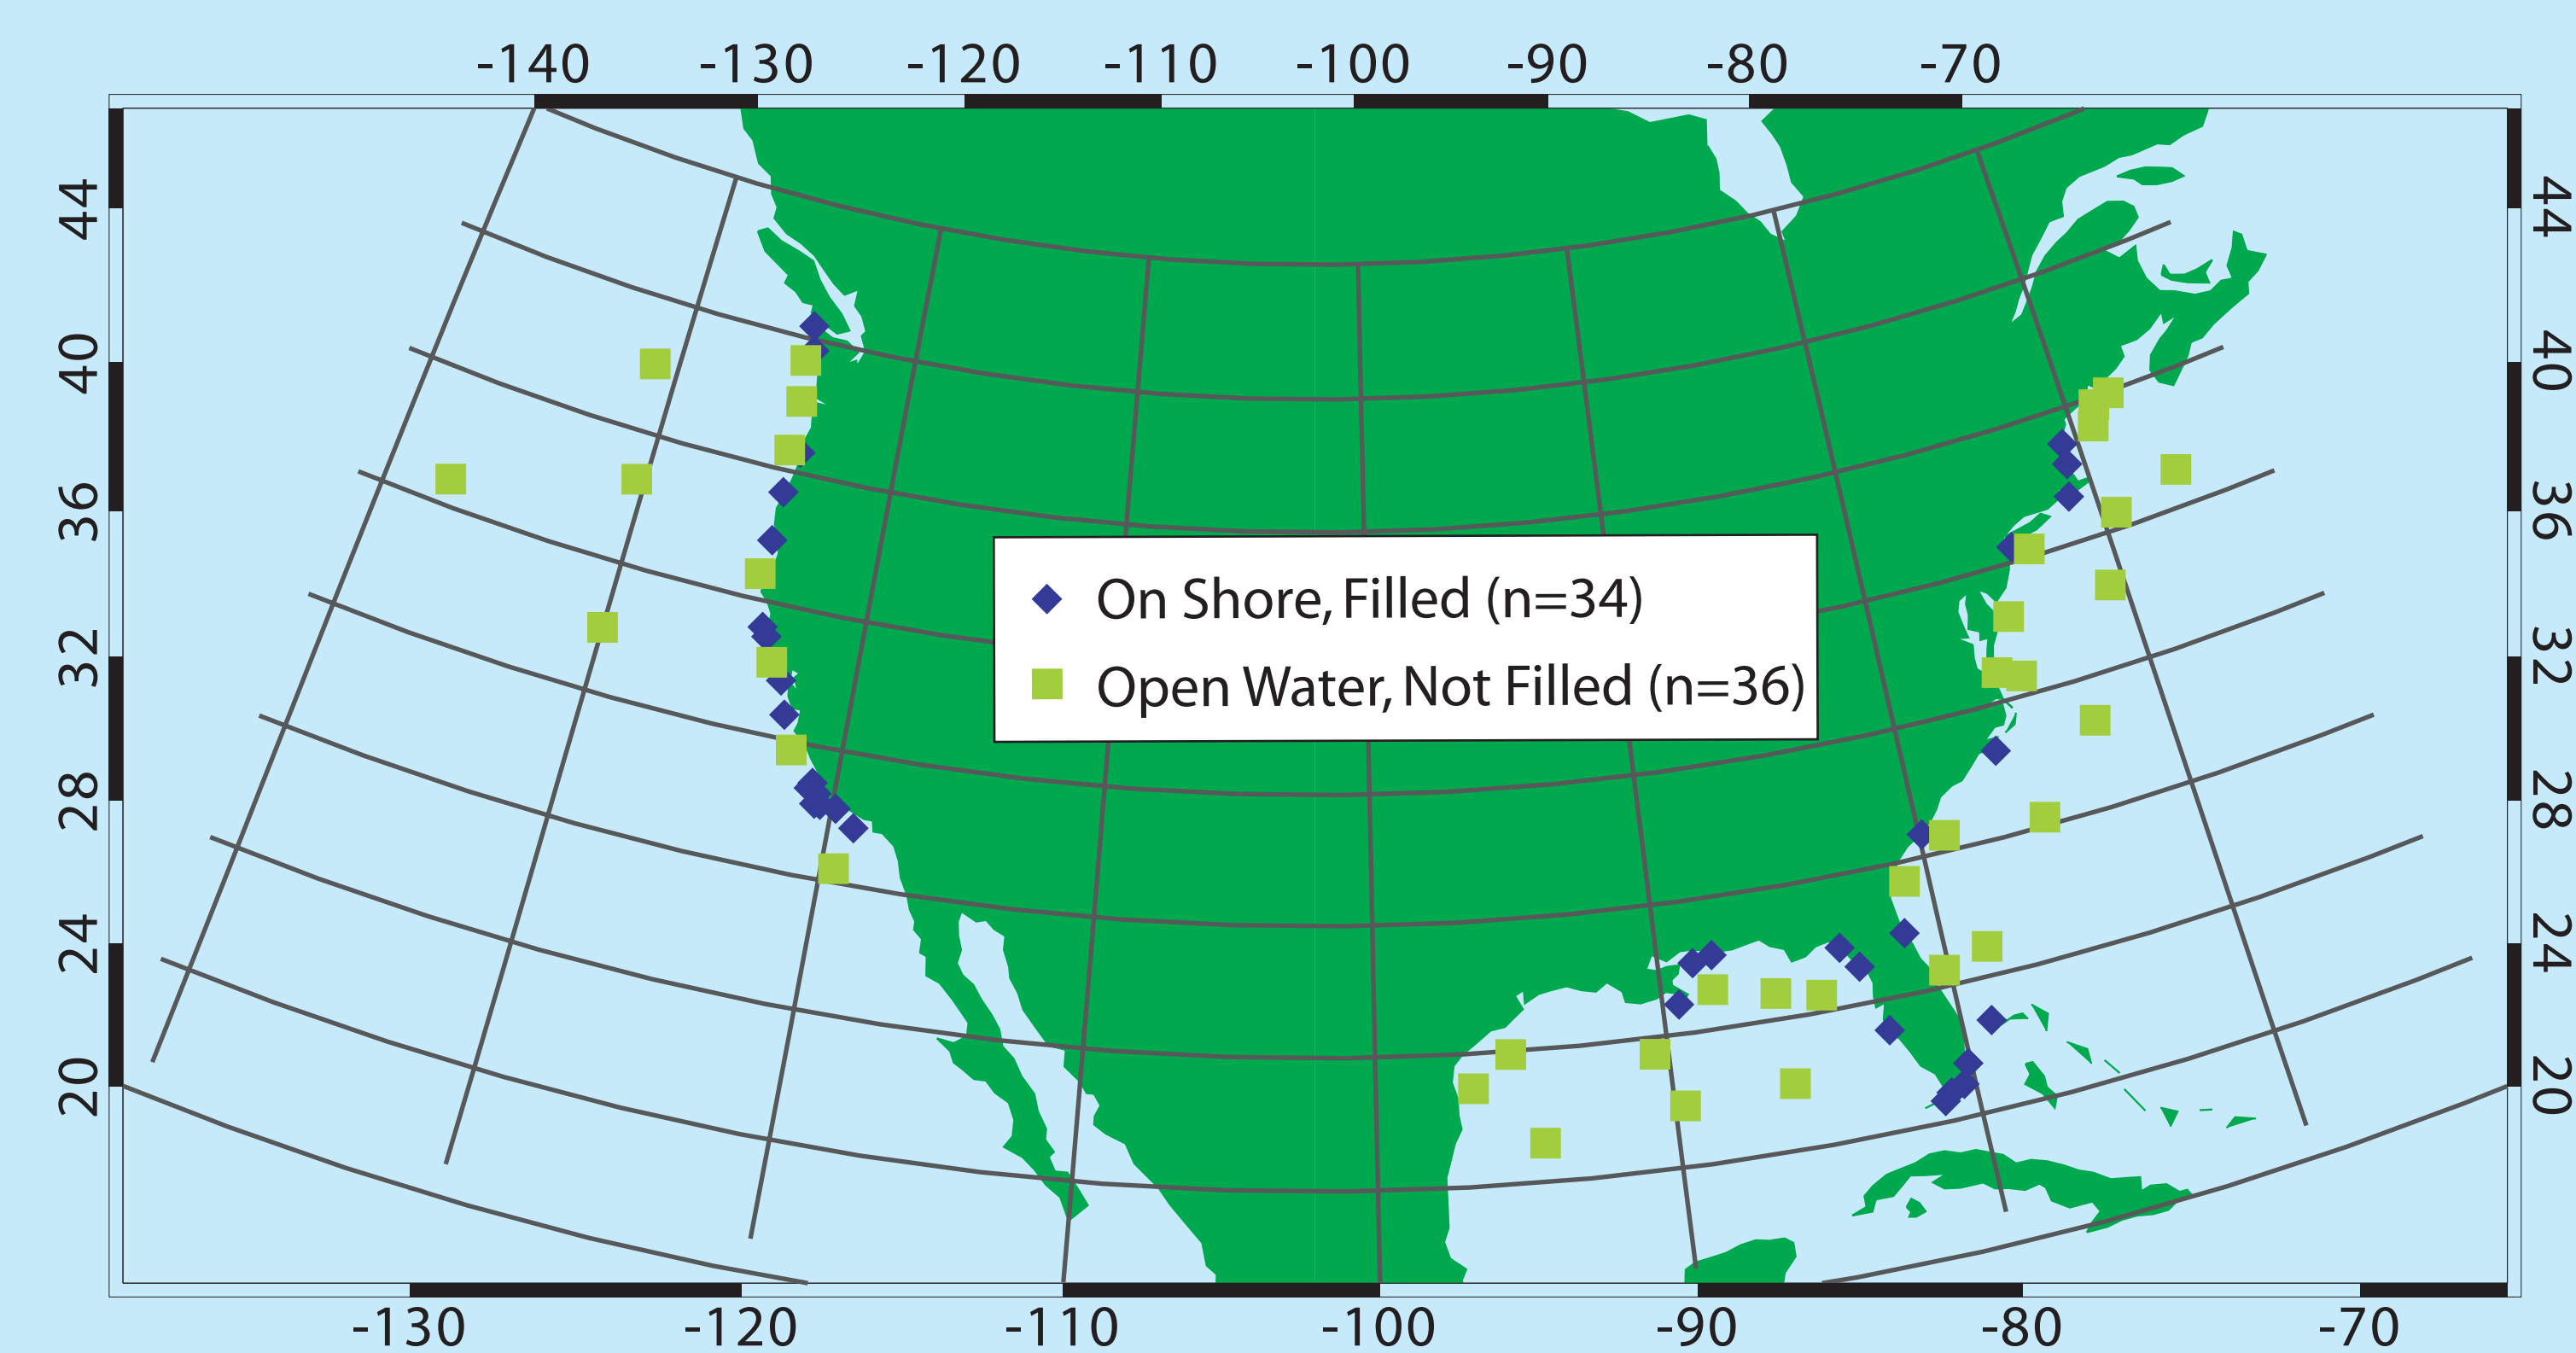 -140 -130 -120 -110 -100 -90 -80 -70
44 44
40 40
36 36
On Shore, Filled (n=34)
32 32
Open Water, Not Filled (n=36)
28 28
24 24
20 20
-130 -120 -110 -100 -90 -80 -70